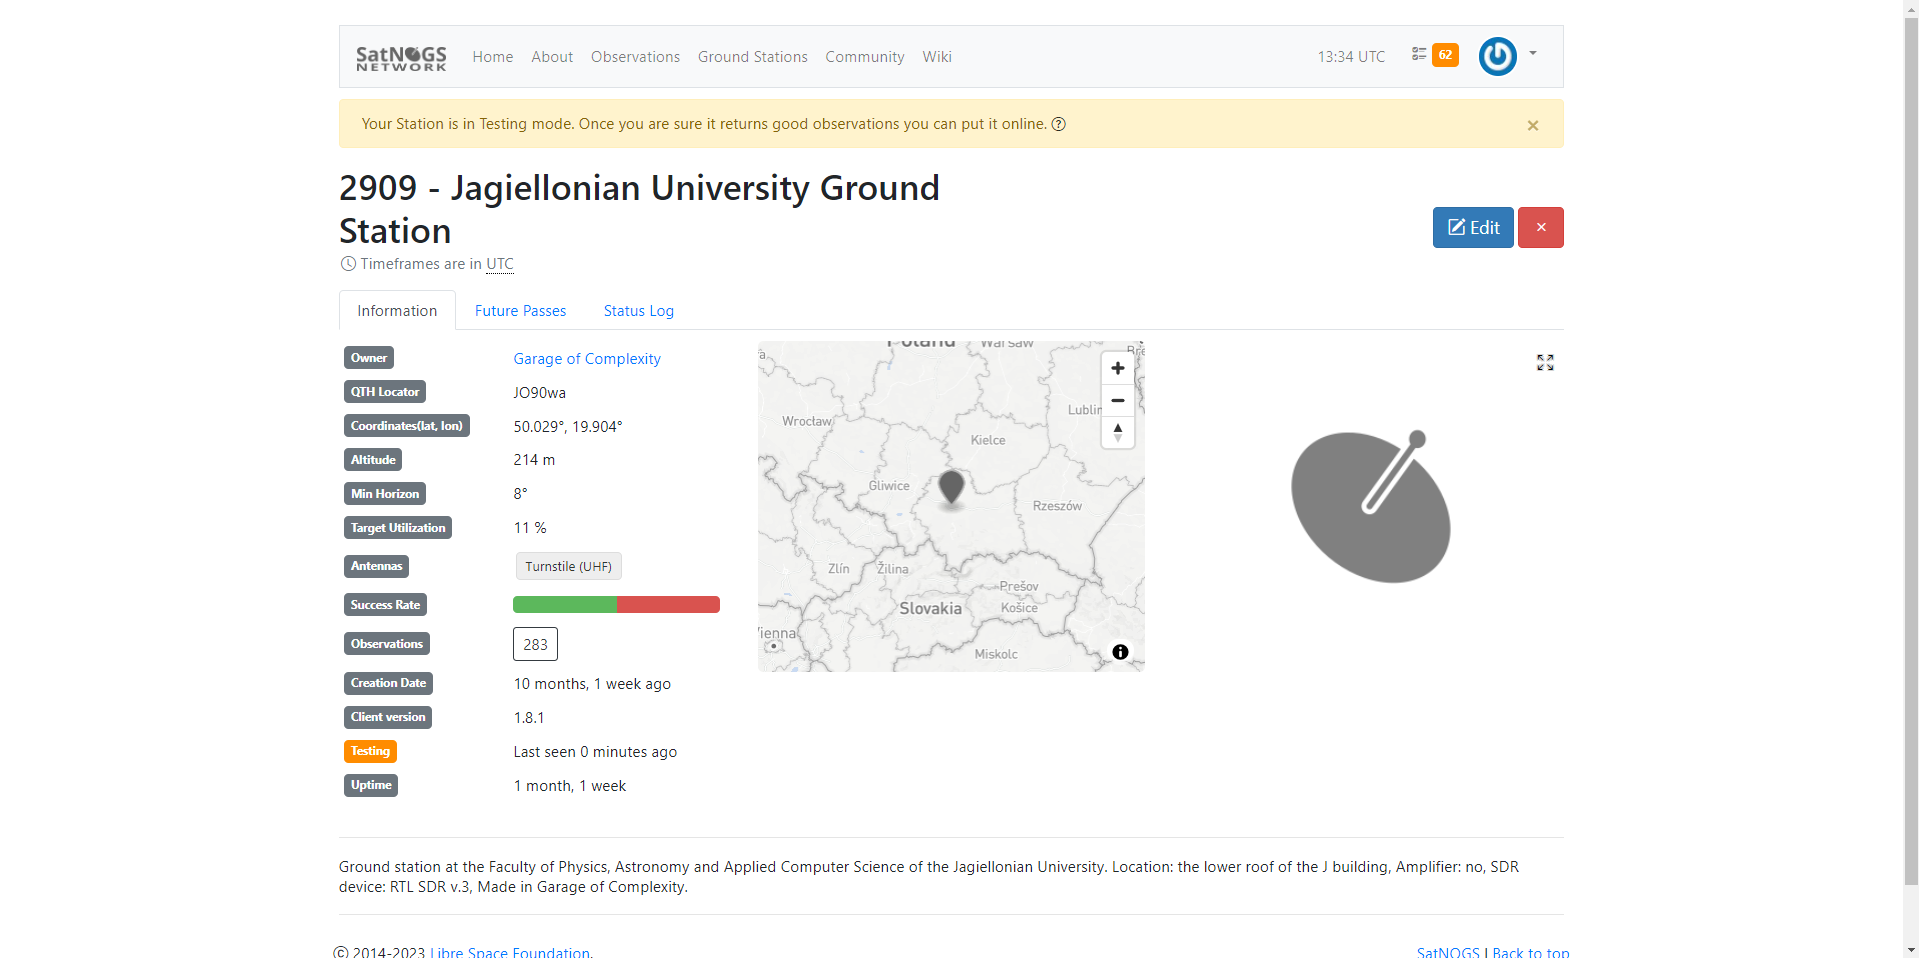 SatNOGS
NETWORK
Home About Observations Ground Stations Community Wiki
13:34 UTC
62
Your Station is in Testing mode. Once you are sure it returns good observations you can put it online.
2909 - Jagiellonian University Ground
Station
Edit
Timeframes are in UTC
Information Future Passes Status Log
Owner Garage of Complexity
QTH Locator JO90wa
Coordinates(lat, lon) 50.029°, 19.904°
Altitude 214 m
Min Horizon 8°
Target Utilization 11 %
Antennas Turnstile (UHF)
Success Rate
Observations 283
Creation Date 10 months, 1 week ago
Client version 1.8.1
Testing Last seen 0 minutes ago
Uptime 1 month, 1 week
Poland
Warsaw
Wrocław
Lublin
Kielce
Gliwice
Rzeszów
Zlín
Žilina
Prešov
Slovakia
Košice
Vienna
Miskolc
Ground station at the Faculty of Physics, Astronomy and Applied Computer Science of the Jagiellonian University. Location: the lower roof of the J building, Amplifier: no, SDR
device: RTL SDR v.3, Made in Garage of Complexity.
© 2014-2023 Libre Space Foundation.
SatNOGS | Back to top